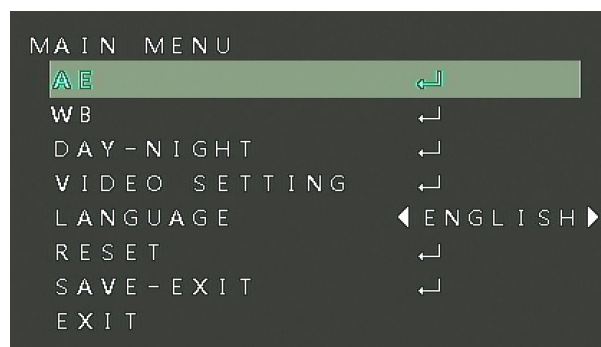 MAIN MENU
AE ↵
WB ↵
DAY-NIGHT ↵
VIDEO SETTING ↵
LANGUAGE ◀ENGLISH▶
RESET ↵
SAVE-EXIT ↵
EXIT